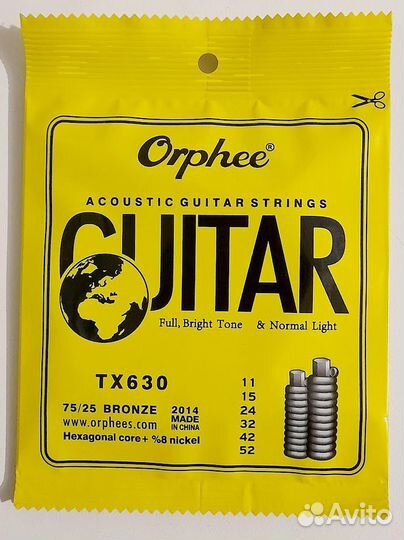 Orphee®
ACOUSTIC GUITAR STRINGS
GUITAR
Full, Bright Tone & Normal Light
TX630
75/25 BRONZE 2014
www.orphees.com MADE IN CHINA
Hexagonal core+ %8 nickel
11
15
24
32
42
52
Avito